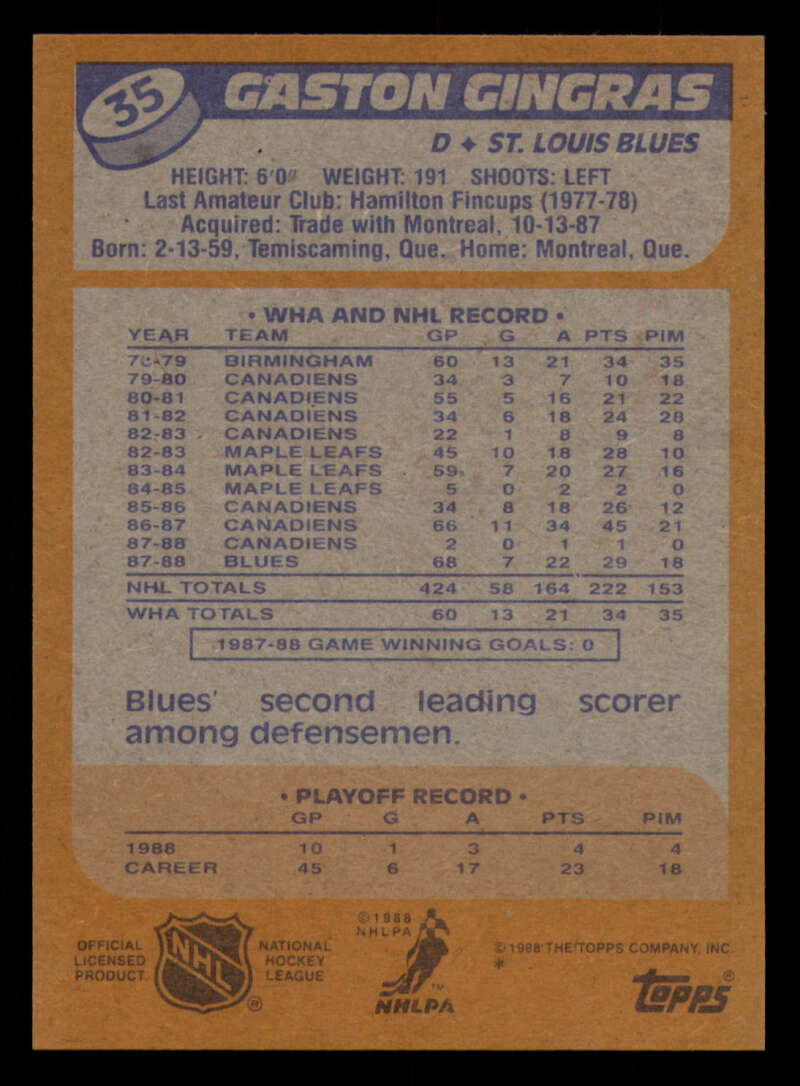 35
GASTON GINGRAS
D ✦ ST. LOUIS BLUES
HEIGHT: 6'0" WEIGHT: 191 SHOOTS: LEFT
Last Amateur Club: Hamilton Fincups (1977-78)
Acquired: Trade with Montreal, 10-13-87
Born: 2-13-59, Temiscaming, Que. Home: Montreal, Que.
• WHA AND NHL RECORD •
YEAR TEAM GP G A PTS PIM
78-79 BIRMINGHAM 60 13 21 34 35
79-80 CANADIENS 34 3 7 10 18
80-81 CANADIENS 55 5 16 21 22
81-82 CANADIENS 34 6 18 24 28
82-83 CANADIENS 22 1 8 9 8
82-83 MAPLE LEAFS 45 10 18 28 10
83-84 MAPLE LEAFS 59 7 20 27 16
84-85 MAPLE LEAFS 5 0 2 2 0
85-86 CANADIENS 34 8 18 26 12
86-87 CANADIENS 66 11 34 45 21
87-88 CANADIENS 2 0 1 1 0
87-88 BLUES 68 7 22 29 18
NHL TOTALS 424 58 164 222 153
WHA TOTALS 60 13 21 34 35
1987-88 GAME WINNING GOALS: 0
Blues' second leading scorer
among defensemen.
• PLAYOFF RECORD •
GP G A PTS PIM
1988 10 1 3 4 4
CAREER 45 6 17 23 18
OFFICIAL
LICENSED
PRODUCT
NHL
®
NATIONAL
HOCKEY
LEAGUE
© 1988
NHLPA
™
NHLPA
© 1988 THE TOPPS COMPANY, INC.
*
topps®